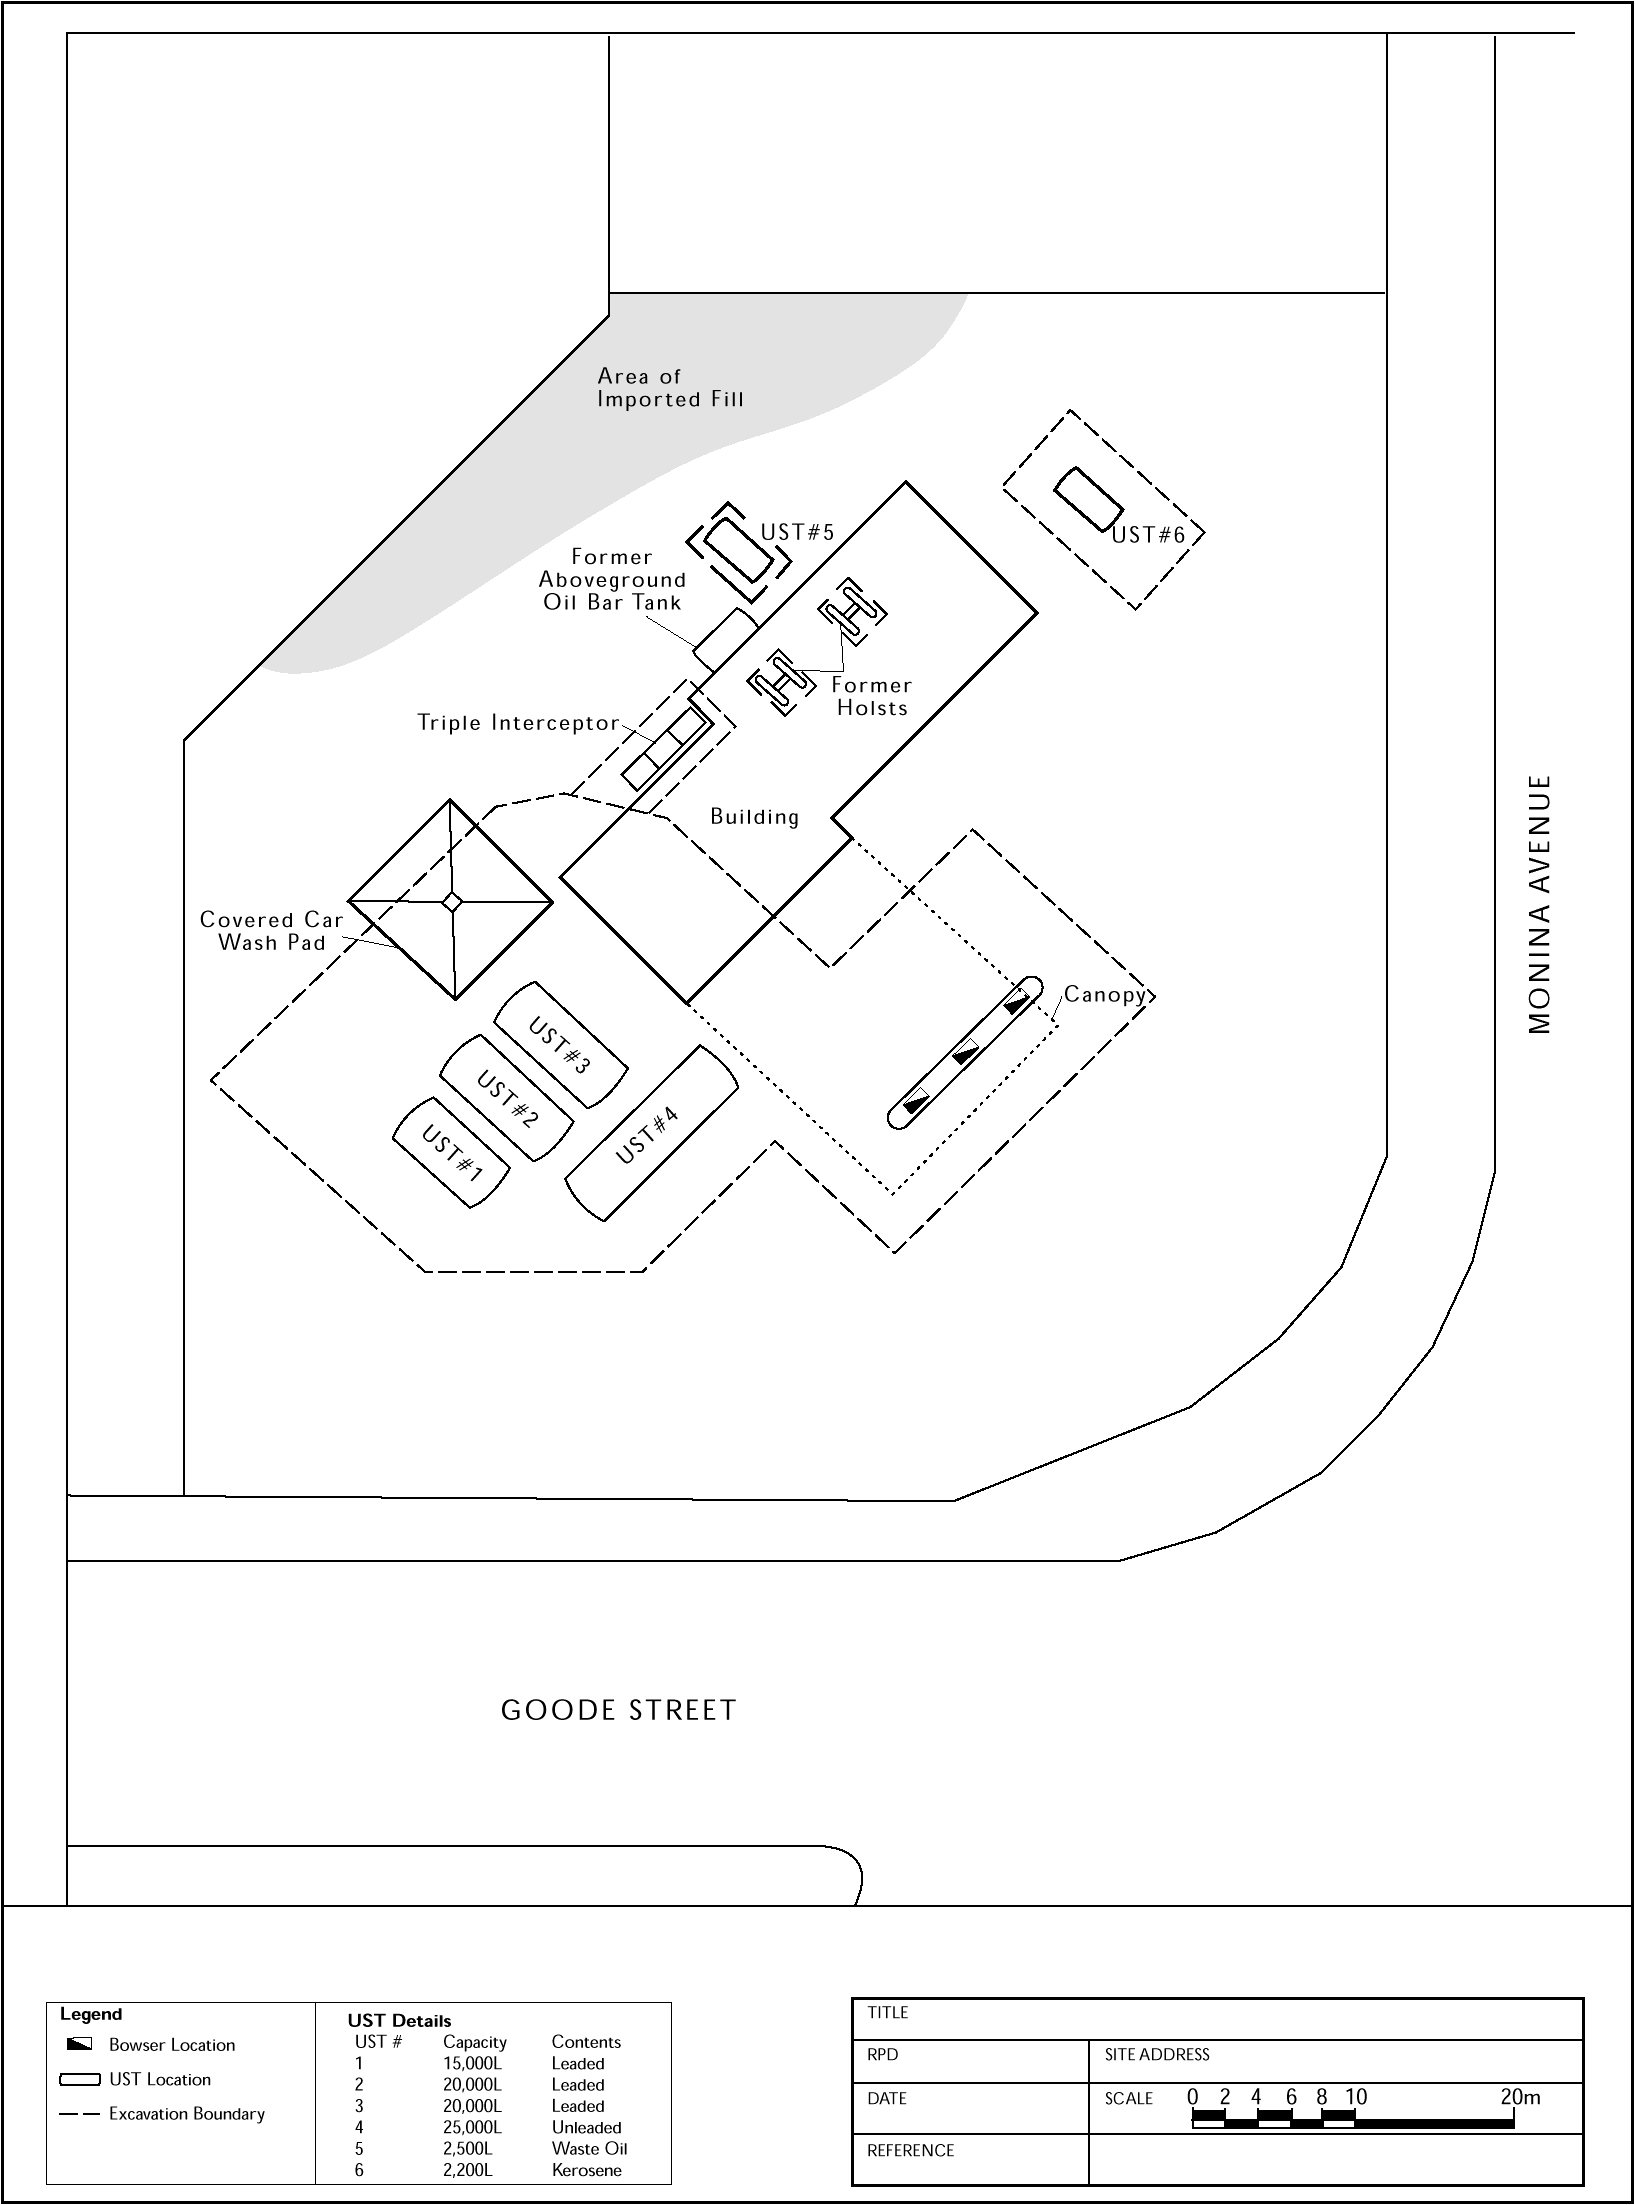 Area of
Imported Fill
UST#5
UST#6
Former
Aboveground
Oil Bar Tank
Former
Holsts
Triple Interceptor
Building
Covered Car
Wash Pad
Canopy
UST#3
UST#2
UST#1
UST#4
MONINA AVENUE
GOODE STREET
Legend
Bowser Location
UST Location
Excavation Boundary
UST Details
UST # Capacity Contents
1 15,000L Leaded
2 20,000L Leaded
3 20,000L Leaded
4 25,000L Unleaded
5 2,500L Waste Oil
6 2,200L Kerosene
TITLE
RPD SITE ADDRESS
DATE SCALE 0 2 4 6 8 10 20m
REFERENCE